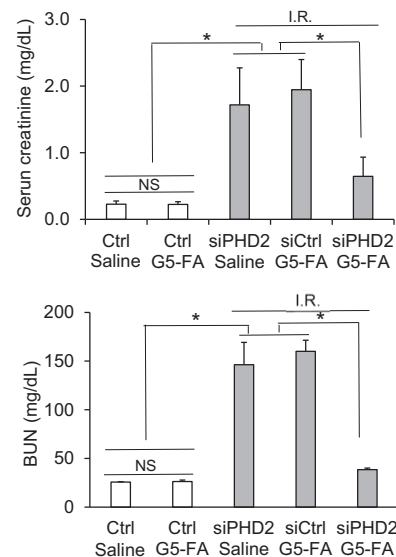 I.R.
*
*
3.0
2.0
1.0
0.0
Serun creatinine (mg/dL)
NS
Ctrl Ctrl siPHD2 siCtrl siPHD2
Saline G5-FA Saline G5-FA G5-FA
I.R.
*
*
200
150
100
50
0
BUN (mg/dL)
NS
Ctrl Ctrl siPHD2 siCtrl siPHD2
Saline G5-FA Saline G5-FA G5-FA